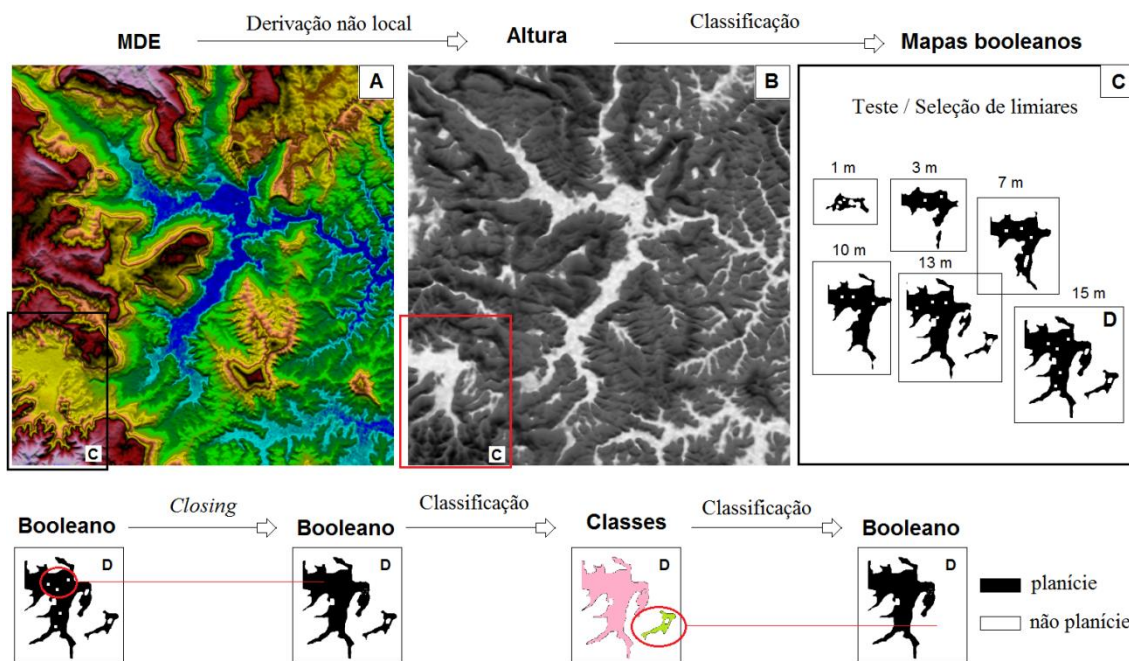 MDE
Derivação não local
Altura
Classificação
Mapas booleanos
A
B
C
Teste / Seleção de limiares
1 m
3 m
7 m
10 m
13 m
15 m
D
C
C
Booleano
Closing
Booleano
Classificação
Classes
Classificação
Booleano
D
D
D
D
planície
não planície